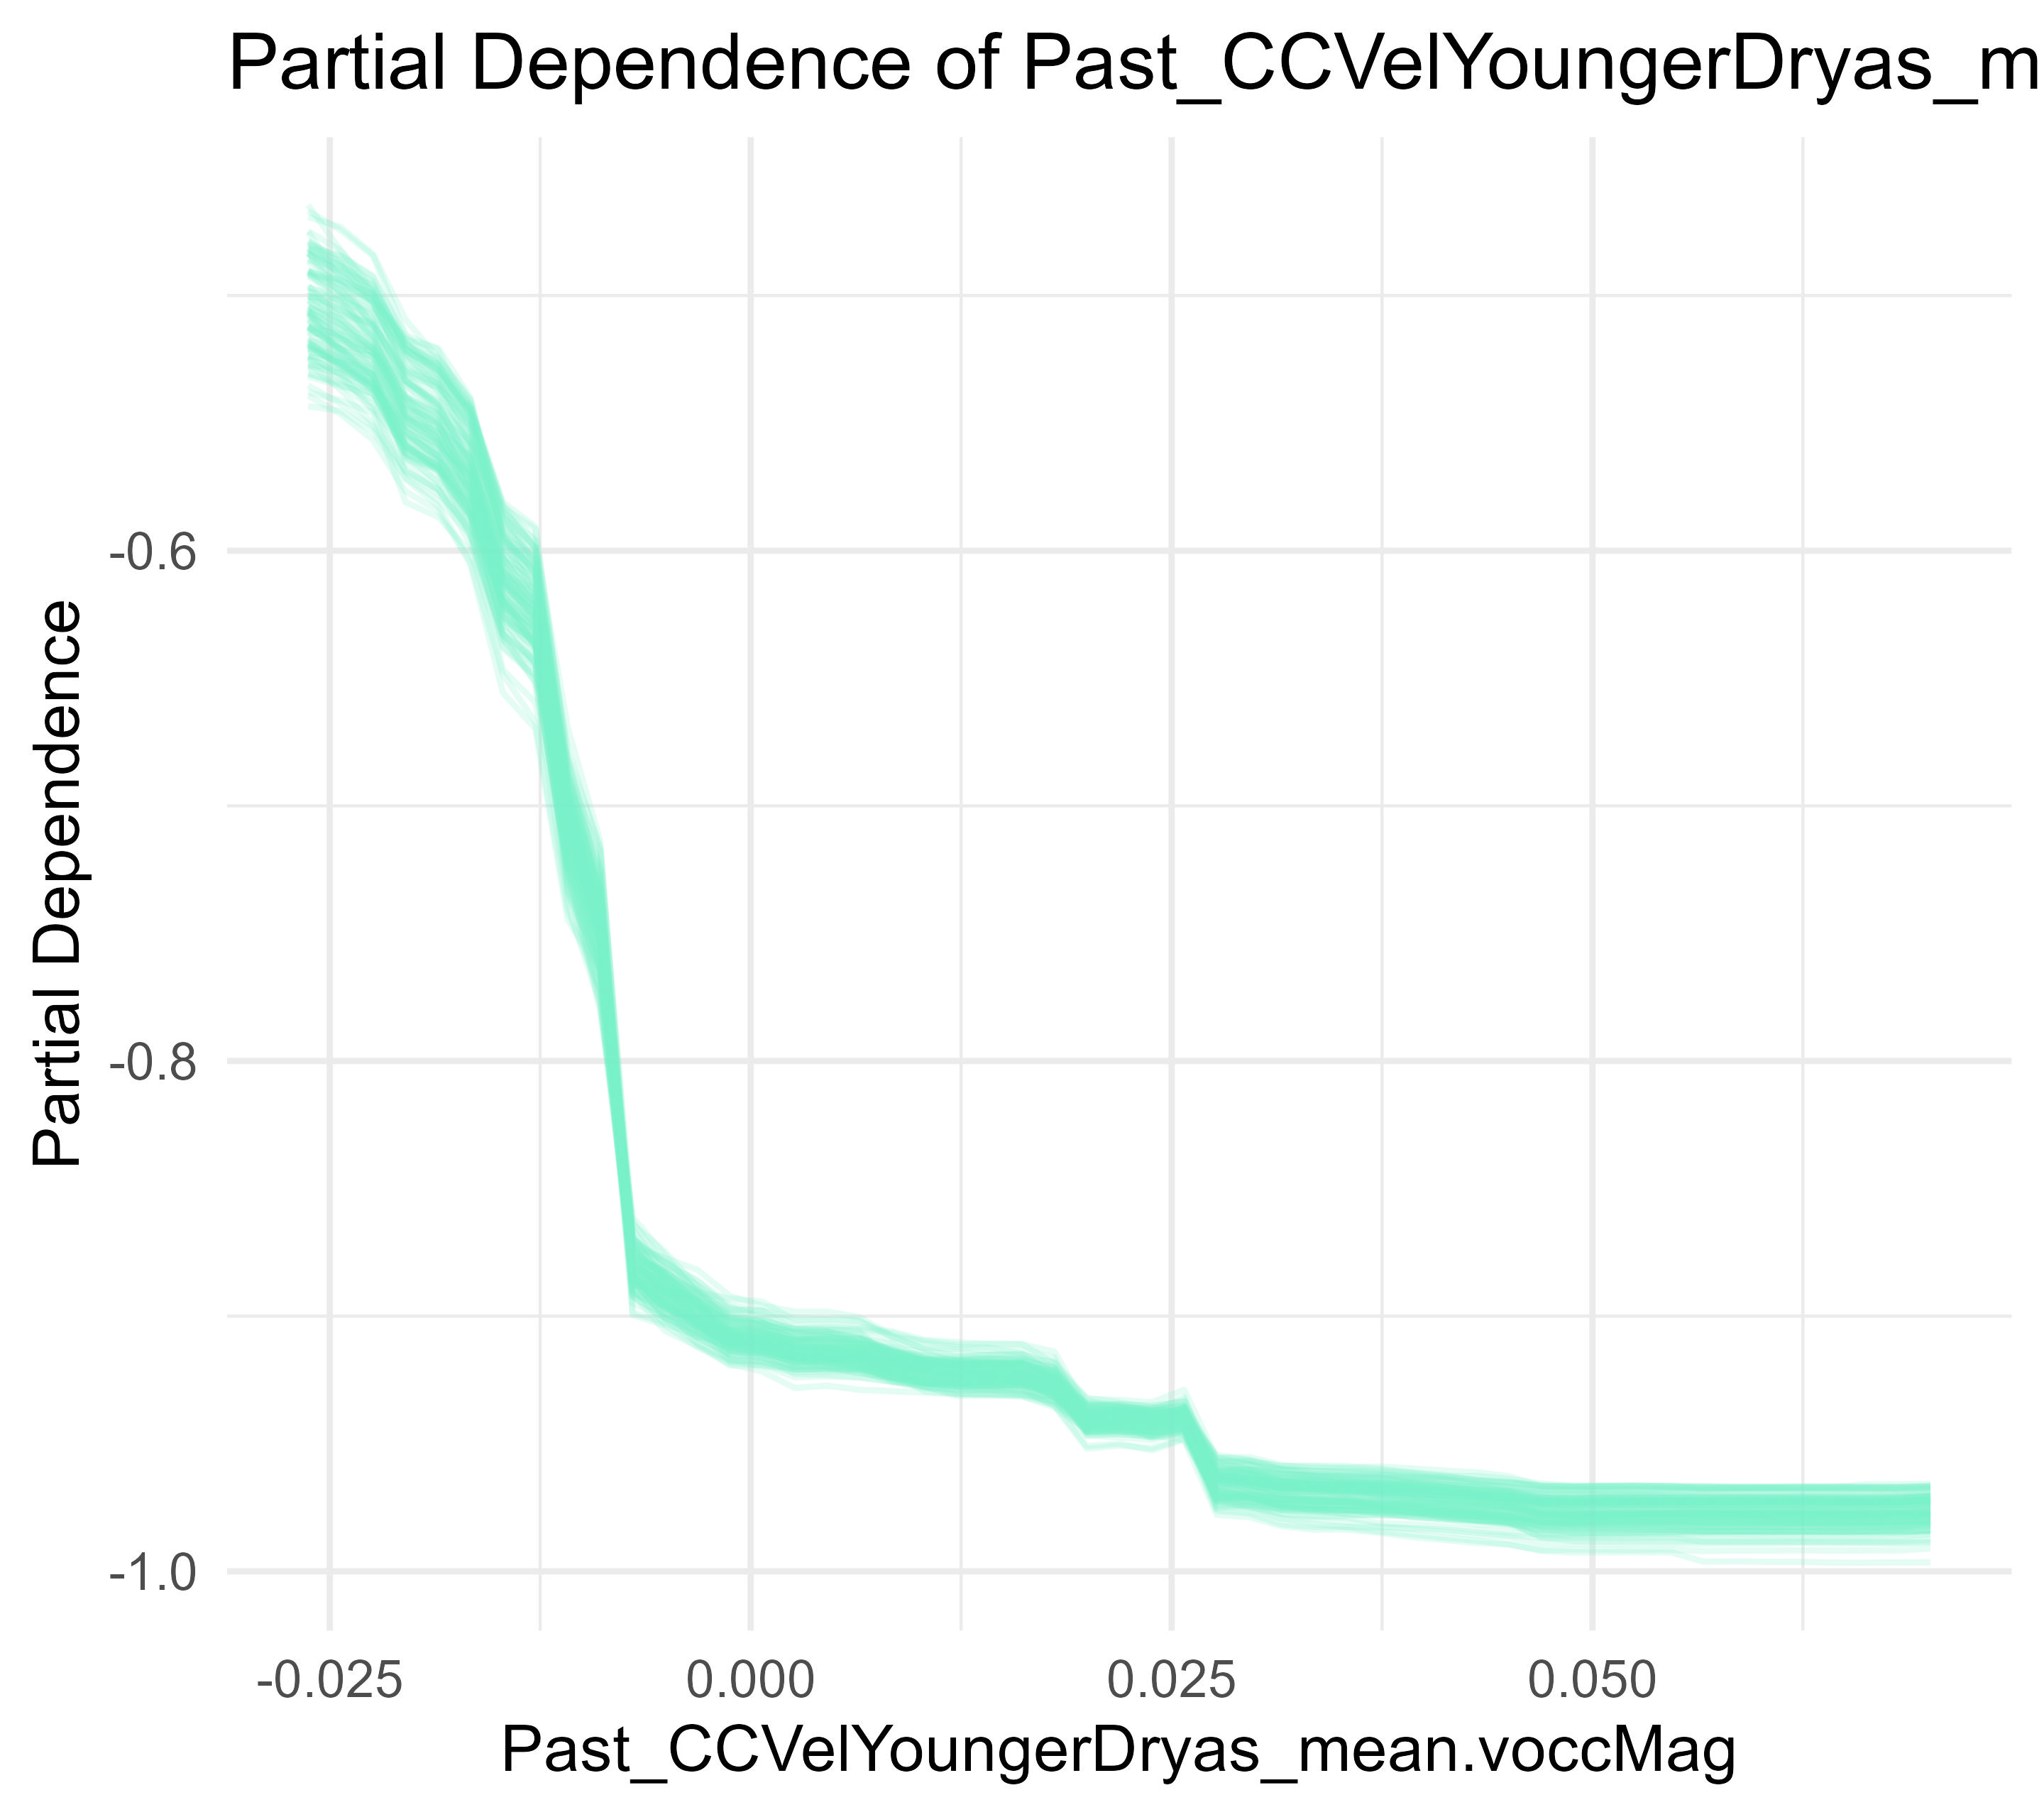 Partial Dependence of Past_CCVelYoungerDryas_m
Partial Dependence
-0.6
-0.8
-1.0
-0.025 0.000 0.025 0.050
Past_CCVelYoungerDryas_mean.voccMag